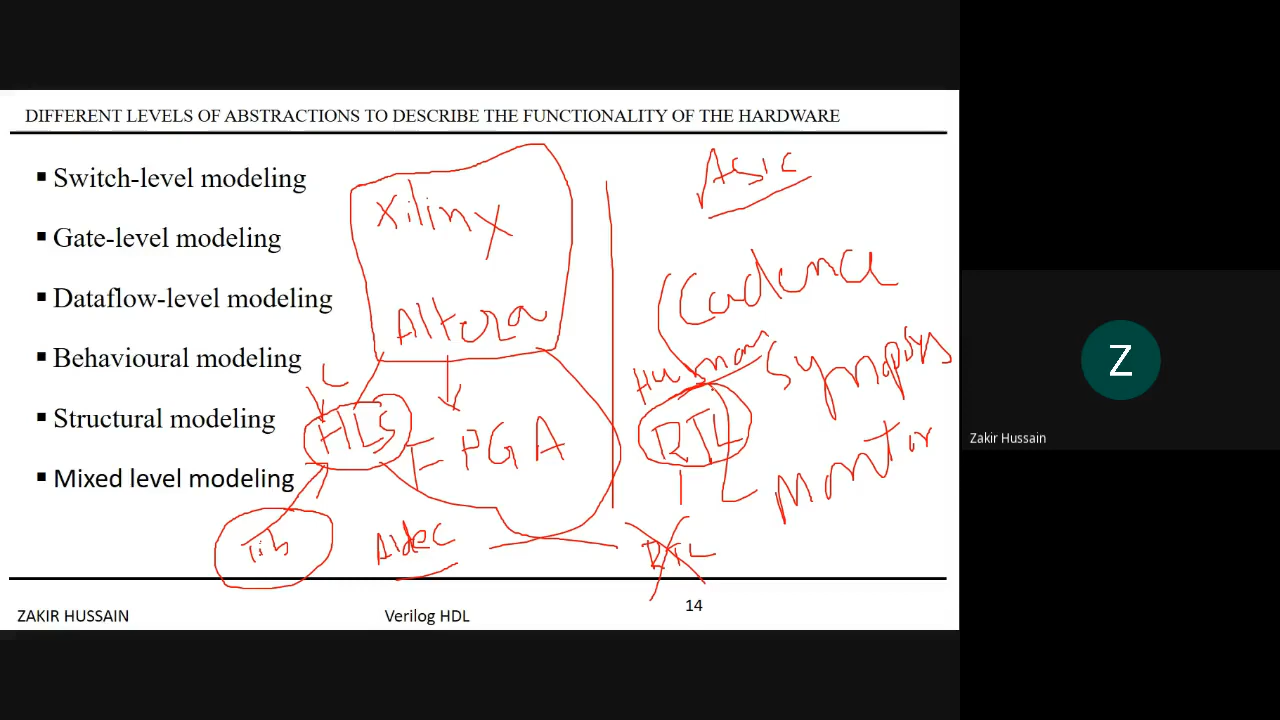 DIFFERENT LEVELS OF ABSTRACTIONS TO DESCRIBE THE FUNCTIONALITY OF THE HARDWARE
▪ Switch-level modeling
▪ Gate-level modeling
▪ Dataflow-level modeling
▪ Behavioural modeling
▪ Structural modeling
▪ Mixed level modeling
Xilinx
Altera
HLS
FPGA
Aldec
Asic
Cadence
Human
RTL
RTL
ZAKIR HUSSAIN
Verilog HDL
14
Z
Zakir Hussain